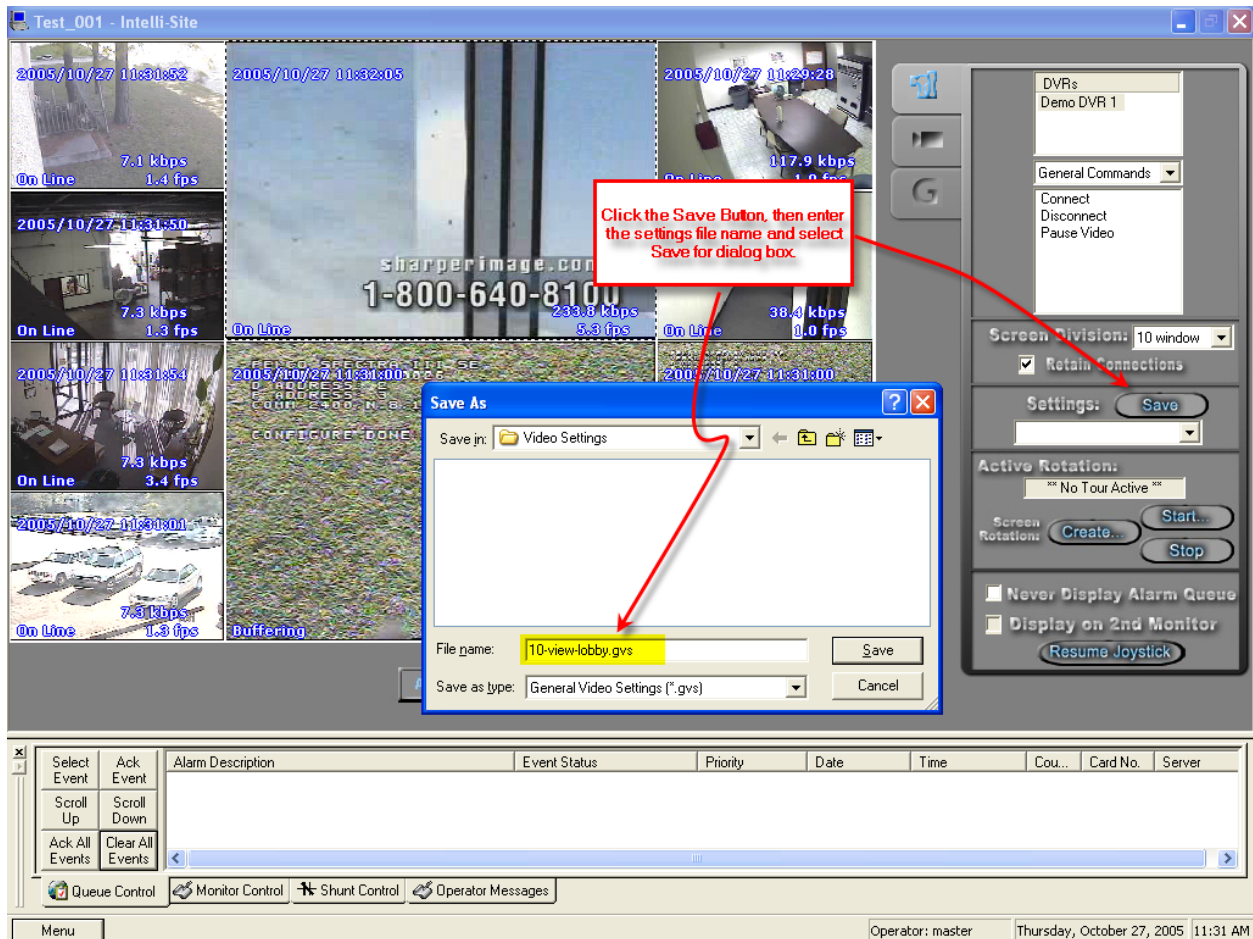 Test_001 - Intelli-Site
2005/10/27 11:31:52
7.1 kbps
On Line 1.4 fps
2005/10/27 11:32:05
sharperimage.com
1-800-640-8100
233.8 kbps
On Line 5.3 fps
2005/10/27 11:29:28
117.9 kbps
On Line 1.0 fps
2005/10/27 11:31:50
7.3 kbps
On Line 1.3 fps
38.4 kbps
On Line 1.0 fps
2005/10/27 11:31:54
7.3 kbps
On Line 3.4 fps
2005/10/27 11:31:00
CONFIGURE DONE
Buffering
2005/10/27 11:31:00
2005/10/27 11:31:01
7.3 kbps
On Line 1.3 fps
Click the Save Button, then enter
the settings file name and select
Save for dialog box.
DVRs
Demo DVR 1
General Commands
Connect
Disconnect
Pause Video
Screen Division: 10 window
Retain Connections
Settings: Save
Active Rotation:
** No Tour Active **
Screen
Rotation: Create... Start...
Stop
Never Display Alarm Queue
Display on 2nd Monitor
Resume Joystick
G
Save As
Save in: Video Settings
File name: 10-view-lobby.gvs Save
Save as type: General Video Settings (*.gvs) Cancel
Select Event
Ack Event
Scroll Up
Scroll Down
Ack All Events
Clear All Events
Alarm Description Event Status Priority Date Time Cou... Card No. Server
Queue Control Monitor Control Shunt Control Operator Messages
Menu Operator: master Thursday, October 27, 2005 11:31 AM